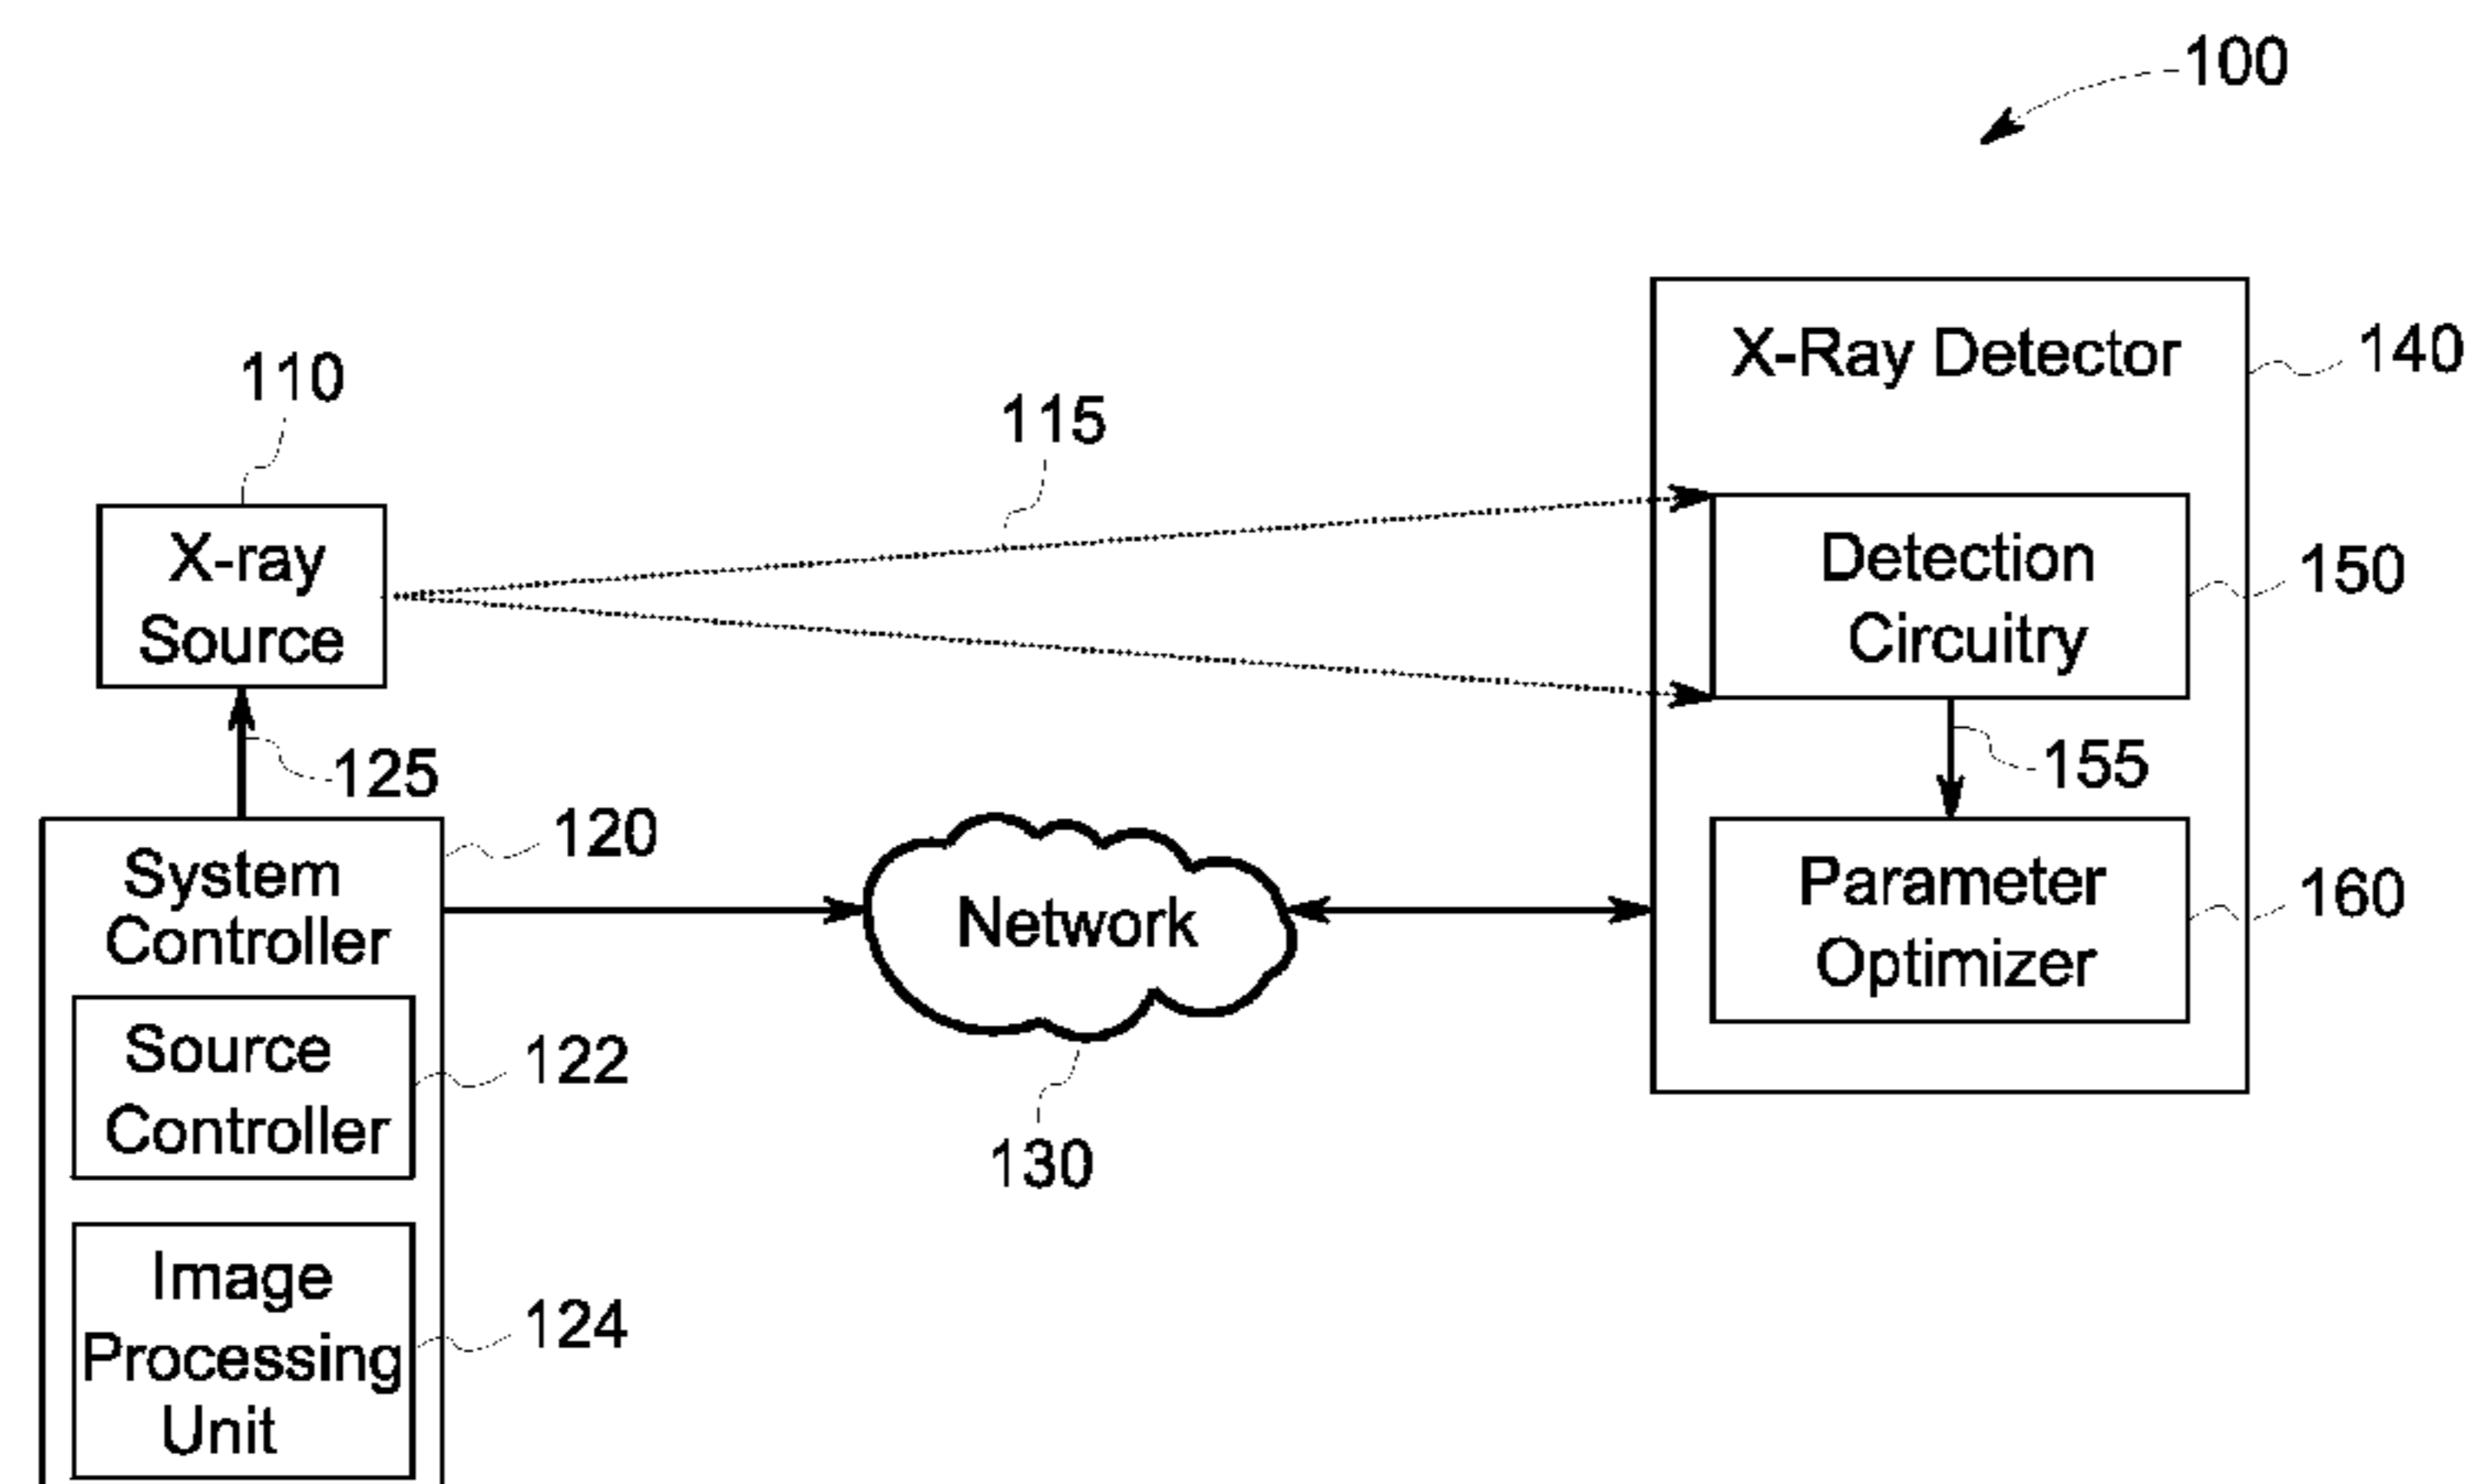 100
X-Ray Detector
140
110
115
X-ray
Source
Detection
Circuitry
150
125
155
120
System
Controller
Network
Parameter
Optimizer
160
Source
Controller
122
130
Image
Processing
Unit
124